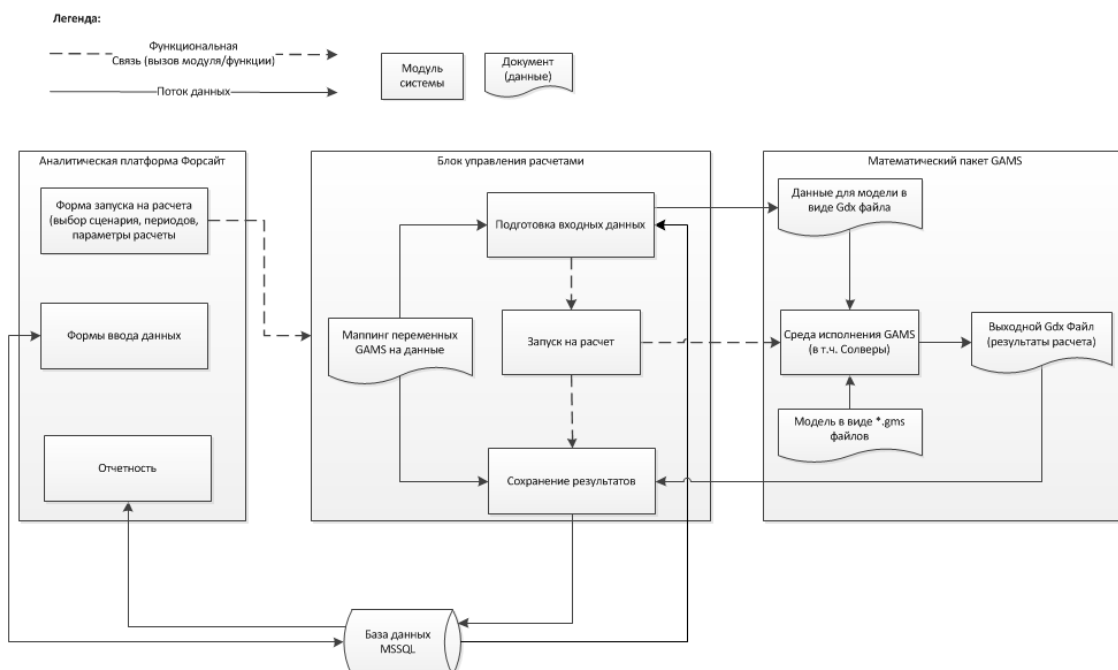 Легенда:
Функциональная
Связь (вызов модуля/функции)
Поток данных
Модуль
системы
Документ
(данные)
Аналитическая платформа Форсайт
Форма запуска на расчета
(выбор сценария, периодов,
параметры расчеты
Формы ввода данных
Отчетность
Блок управления расчетами
Подготовка входных данных
Маппинг переменных
GAMS на данные
Запуск на расчет
Сохранение результатов
Математический пакет GAMS
Данные для модели в
виде Gdx файла
Среда исполнения GAMS
(в т.ч. Солверы)
Выходной Gdx Файл
(результаты расчета)
Модель в виде *.gms
файлов
База данных
MSSQL